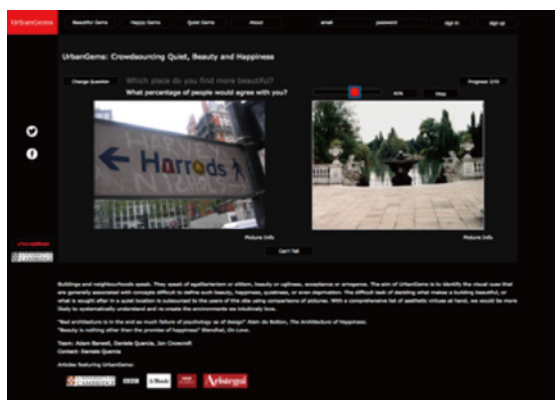 UrbanGems
Beautiful Gems
Happy Gems
Quiet Gems
About
email
password
sign in
sign up
UrbanGems: Crowdsourcing Quiet, Beauty and Happiness
Change Question
Which place do you find more beautiful?
Progress:
What percentage of people would agree with you?
Okay
HARVEY
Harrods
NICHOLS
Picture Info
Picture Info
Can't Tell
Buildings and neighbourhoods speak. They speak of egalitarianism or elitism, beauty or ugliness, acceptance or arrogance. The aim of UrbanGems is to identify the visual cues that
are generally associated with concepts difficult to define such beauty, happiness, quietness, or even deprivation. The difficult task of deciding what makes a building beautiful, or
what is sought after in a quiet location is outsourced to the users of this site using comparisons of pictures. With a comprehensive list of aesthetic virtues at hand, we would be more
likely to systematically understand and re-create the environments we intuitively love.
"Bad architecture is in the end as much failure of psychology as of design" Alain de Botton, The Architecture of Happiness.
"Beauty is nothing other than the promise of happiness" Stendhal, On Love.
Team: Adam Barwell, Daniele Quercia, Jon Crowcroft
Contact: Daniele Quercia
Articles featuring UrbanGems:
UNIVERSITY OF
CAMBRIDGE
BBC
Le Monde
Aristegui